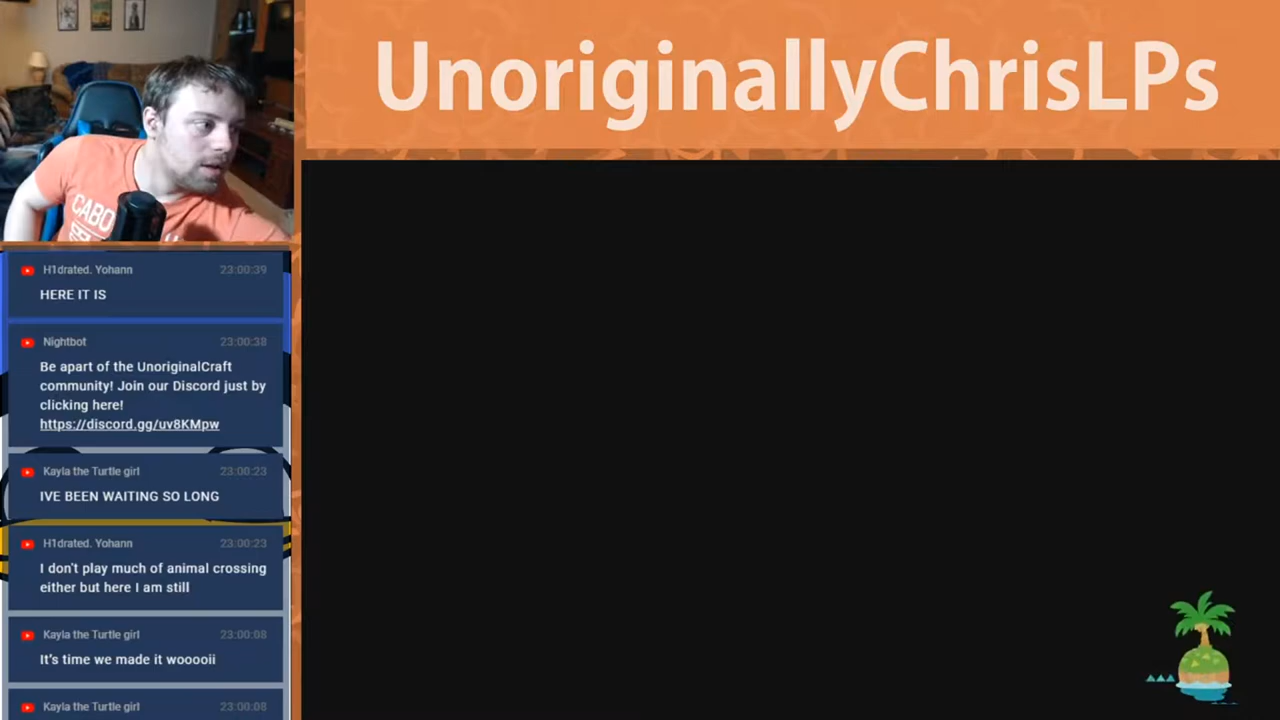 UnoriginallyChrisLPs
CABO
H1drated. Yohann 23:00:39
HERE IT IS
Nightbot 23:00:38
Be apart of the UnoriginalCraft
community! Join our Discord just by
clicking here!
https://discord.gg/uv8KMpw
Kayla the Turtle girl 23:00:23
IVE BEEN WAITING SO LONG
H1drated. Yohann 23:00:23
I don't play much of animal crossing
either but here I am still
Kayla the Turtle girl 23:00:08
It's time we made it wooooii
Kayla the Turtle girl 23:00:08